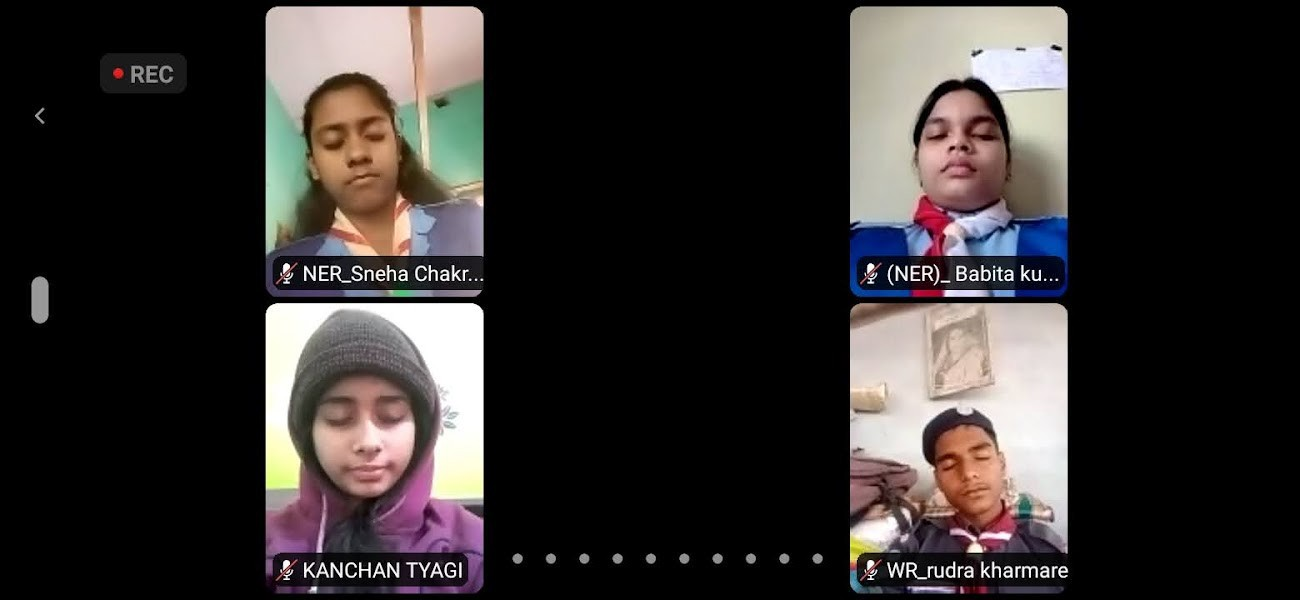 REC
NER_Sneha Chakr...
(NER)_ Babita ku...
KANCHAN TYAGI
WR_rudra kharmare